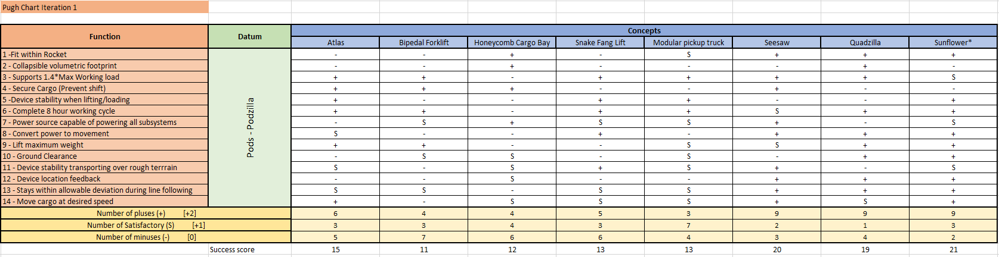 Pugh Chart Iteration 1
Function Datum Concepts
Atlas Bipedal Forklift Honeycomb Cargo Bay Snake Fang Lift Modular pickup truck Seesaw Quadzilla Sunflower*
Pods - Podzilla
1 -Fit within Rocket - - + - S + + +
2 - Collapsible volumetric footprint - - + - - - + -
3 - Supports 1.4*Max Working load + + - + + + + S
4 - Secure Cargo (Prevent shift) + + + - - + - -
5 -Device stability when lifting/loading + - - + + - - +
6 - Complete 8 hour working cycle + + - + + S + +
7 - Power source capable of powering all subsystems - S + S S + - S
8 - Convert power to movement S - - + - + + +
9 - Lift maximum weight + + - - S S + +
10 - Ground Clearance - S S - S - + +
11 - Device stability transporting over rough terrrain S - S + S + - S
12 - Device location feedback - - S - - + + +
13 - Stays within allowable deviation during line following S S - S S + + +
14 - Move cargo at desired speed + - S S S + S +
Number of pluses (+) [+2] 6 4 4 5 3 9 9 9
Number of Satisfactory (S) [+1] 3 3 4 3 7 2 1 3
Number of minuses (-) [0] 5 7 6 6 4 3 4 2
Success score 15 11 12 13 13 20 19 21